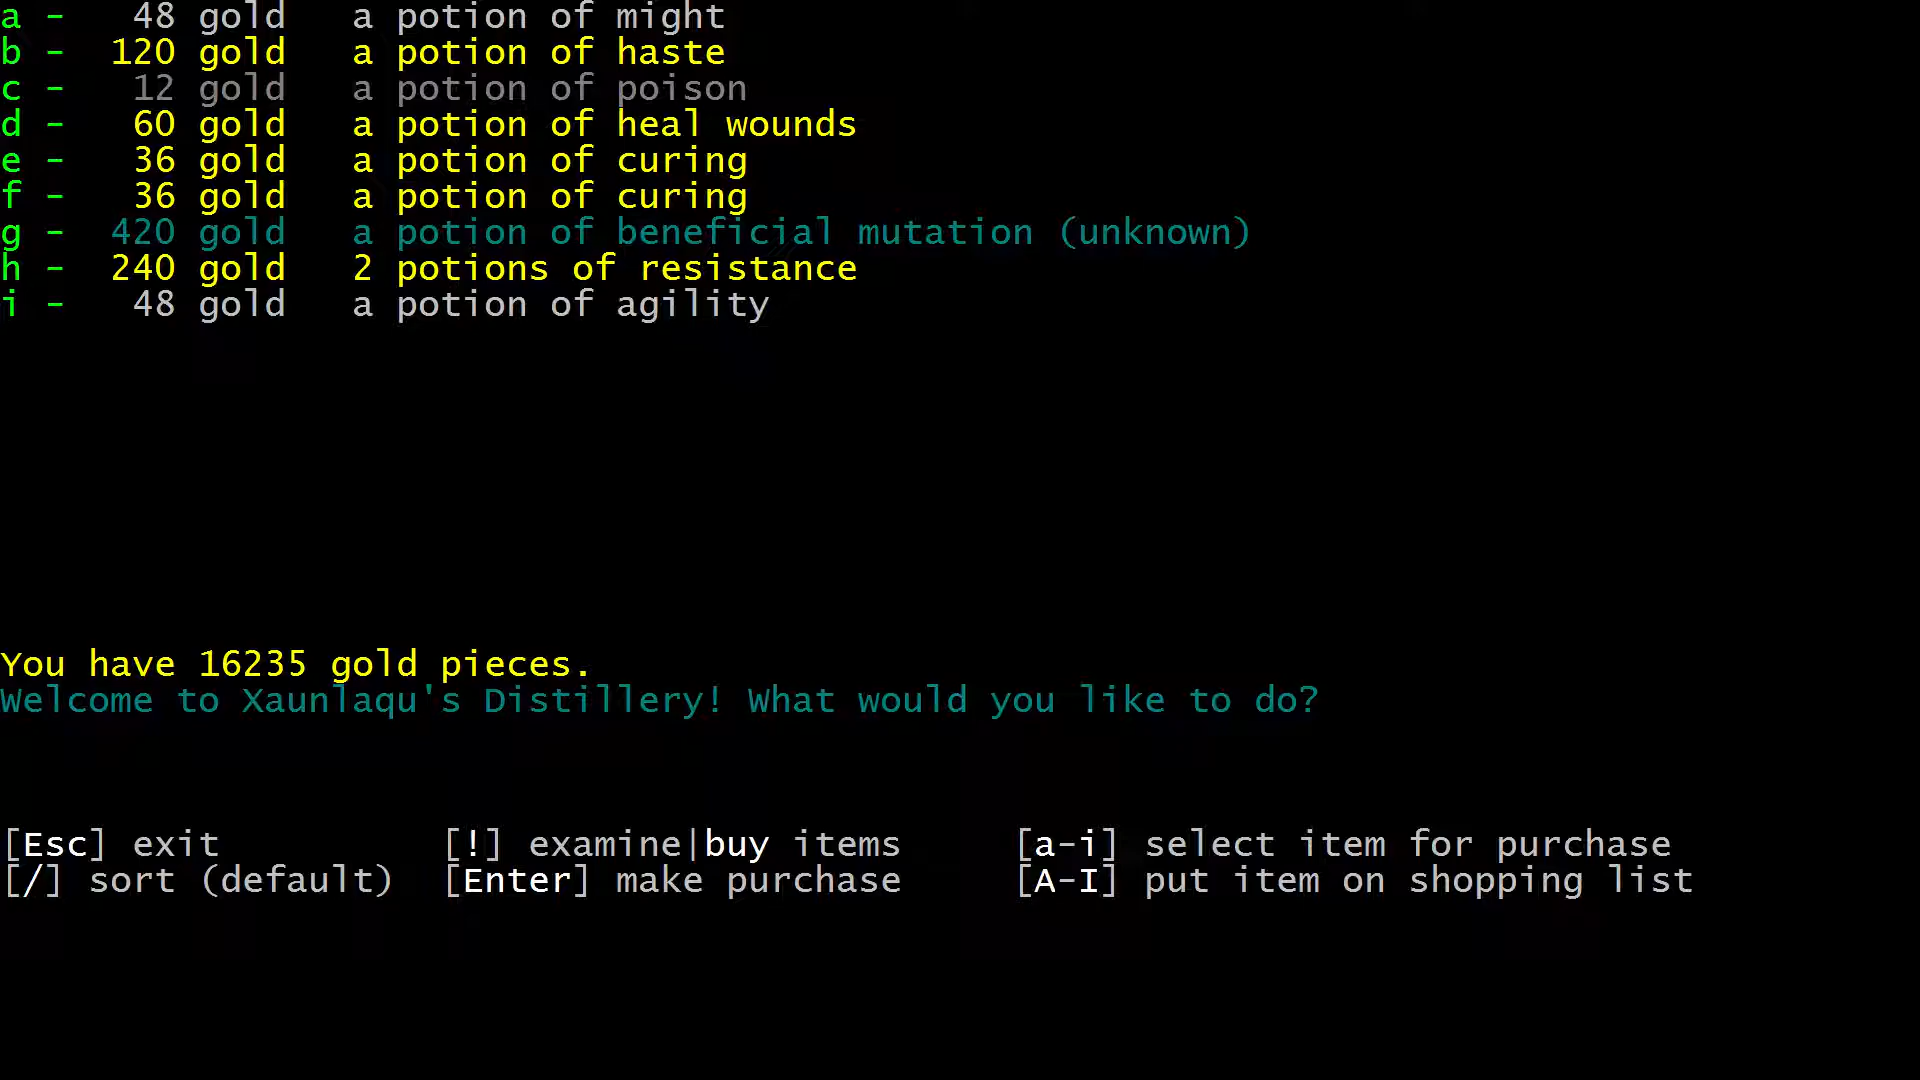 a - 48 gold a potion of might
b - 120 gold a potion of haste
c - 12 gold a potion of poison
d - 60 gold a potion of heal wounds
e - 36 gold a potion of curing
f - 36 gold a potion of curing
g - 420 gold a potion of beneficial mutation (unknown)
h - 240 gold 2 potions of resistance
i - 48 gold a potion of agility
You have 16235 gold pieces.
Welcome to Xaunlaqu's Distillery! What would you like to do?
[Esc] exit [!] examine|buy items [a-i] select item for purchase
[/] sort (default) [Enter] make purchase [A-I] put item on shopping list